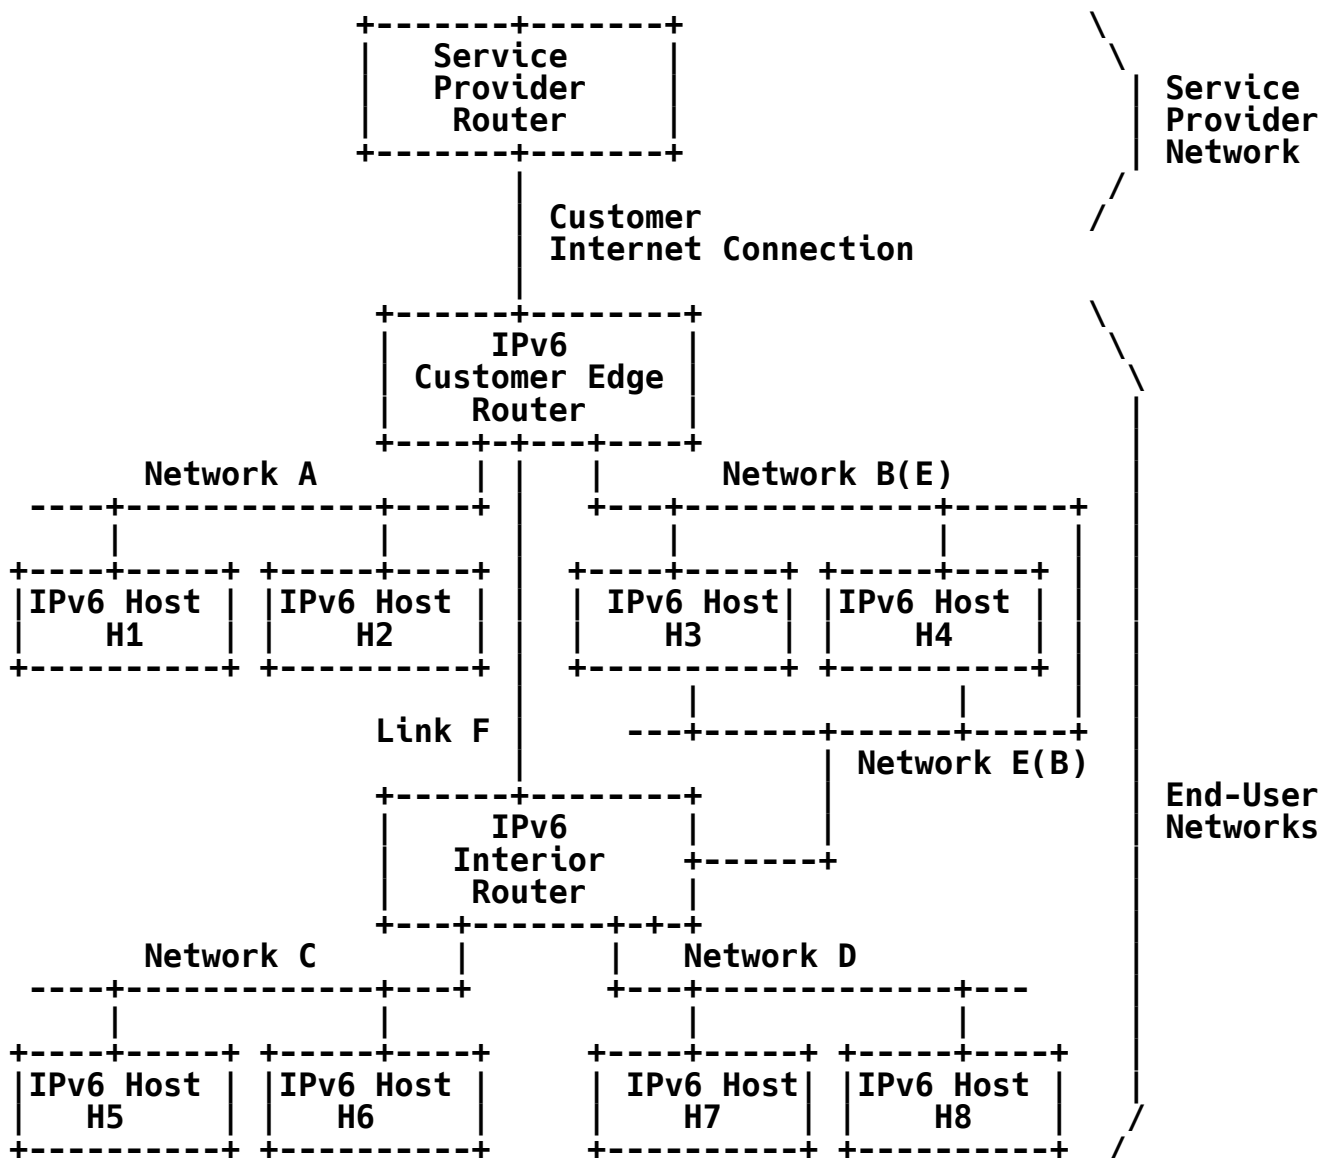 Service
Provider
Router
Service
Provider
Network
Customer
Internet Connection
IPv6
Customer Edge
Router
Network A
Network B(E)
IPv6 Host
H1
IPv6 Host
H2
IPv6 Host
H3
IPv6 Host
H4
Link F
Network E(B)
End-User
Networks
IPv6
Interior
Router
Network C
Network D
IPv6 Host
H5
IPv6 Host
H6
IPv6 Host
H7
IPv6 Host
H8